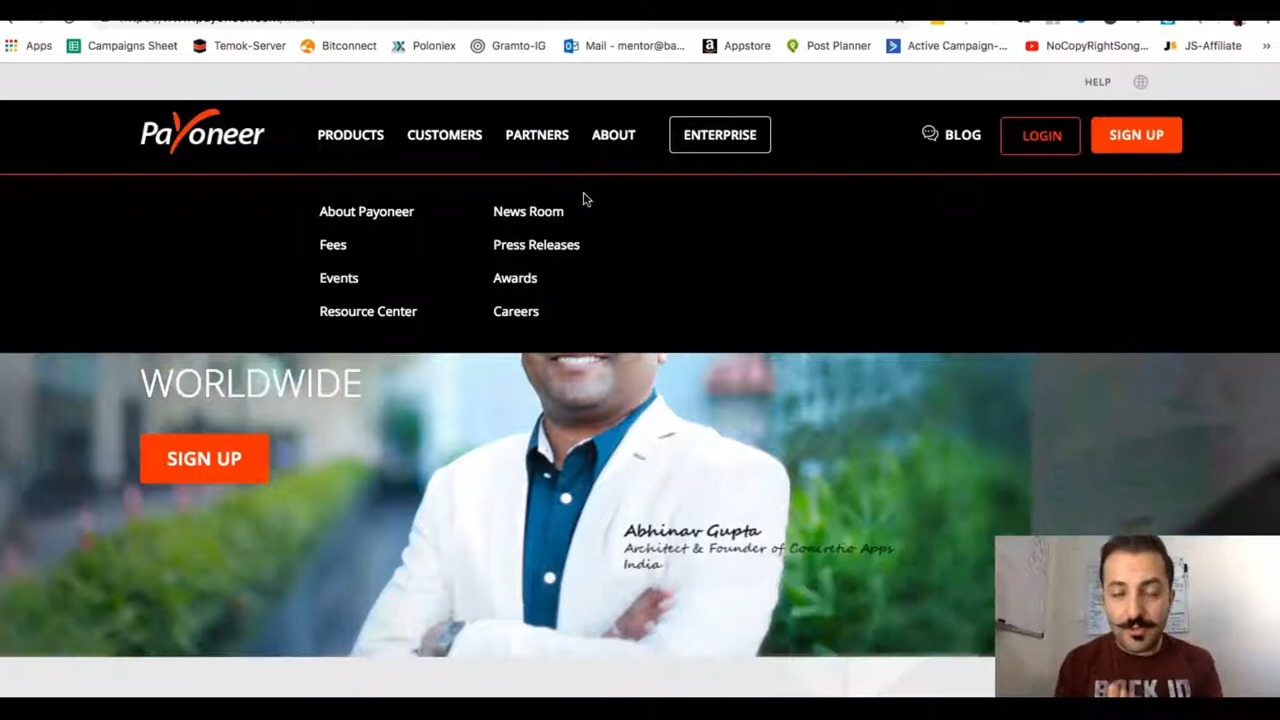 Apps Campaigns Sheet Temok-Server Bitconnect Poloniex Gramto-IG Mail - mentor@ba... Appstore Post Planner Active Campaign-... NoCopyRightSong... JS-Affiliate »
HELP
Payoneer PRODUCTS CUSTOMERS PARTNERS ABOUT ENTERPRISE BLOG LOGIN SIGN UP
About Payoneer News Room
Fees Press Releases
Events Awards
Resource Center Careers
WORLDWIDE
SIGN UP
Abhinav Gupta
Architect & Founder of Concretio Apps
India
BACK IN